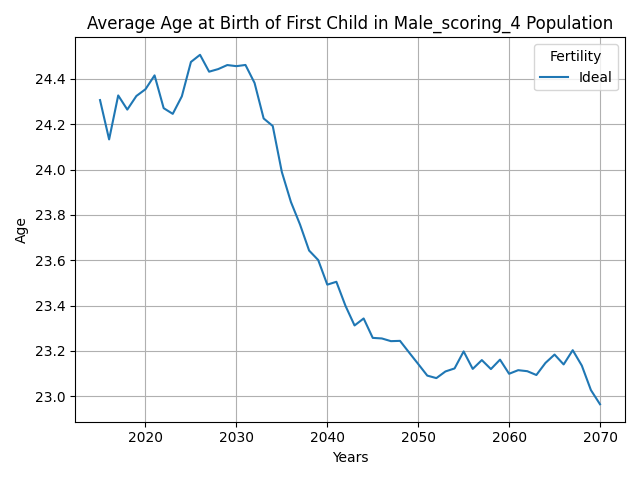 Average Age at Birth of First Child in Male_scoring_4 Population
Fertility
Ideal
Age
24.4
24.2
24.0
23.8
23.6
23.4
23.2
23.0
2020 2030 2040 2050 2060 2070
Years